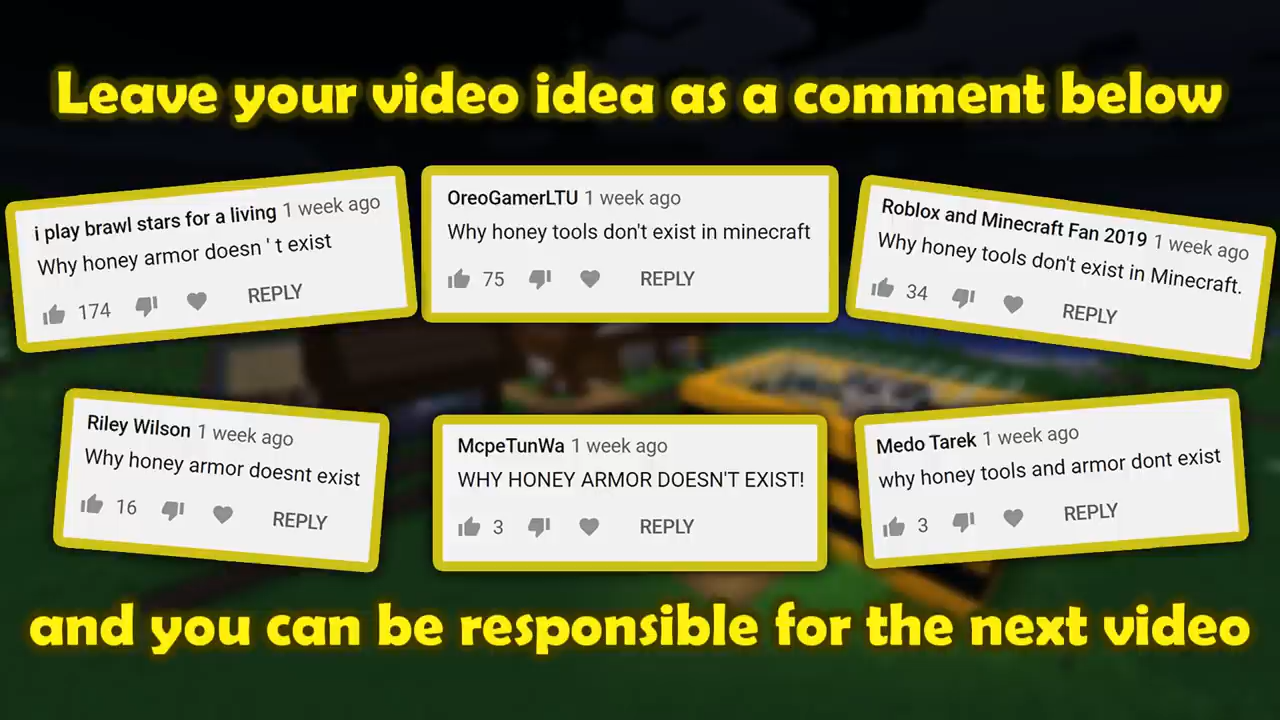 Leave your video idea as a comment below
i play brawl stars for a living 1 week ago
Why honey armor doesn ' t exist
174 REPLY
OreoGamerLTU 1 week ago
Why honey tools don't exist in minecraft
75 REPLY
Roblox and Minecraft Fan 2019 1 week ago
Why honey tools don't exist in Minecraft.
34 REPLY
Riley Wilson 1 week ago
Why honey armor doesnt exist
16 REPLY
McpeTunWa 1 week ago
WHY HONEY ARMOR DOESN'T EXIST!
3 REPLY
Medo Tarek 1 week ago
why honey tools and armor dont exist
3 REPLY
and you can be responsible for the next video